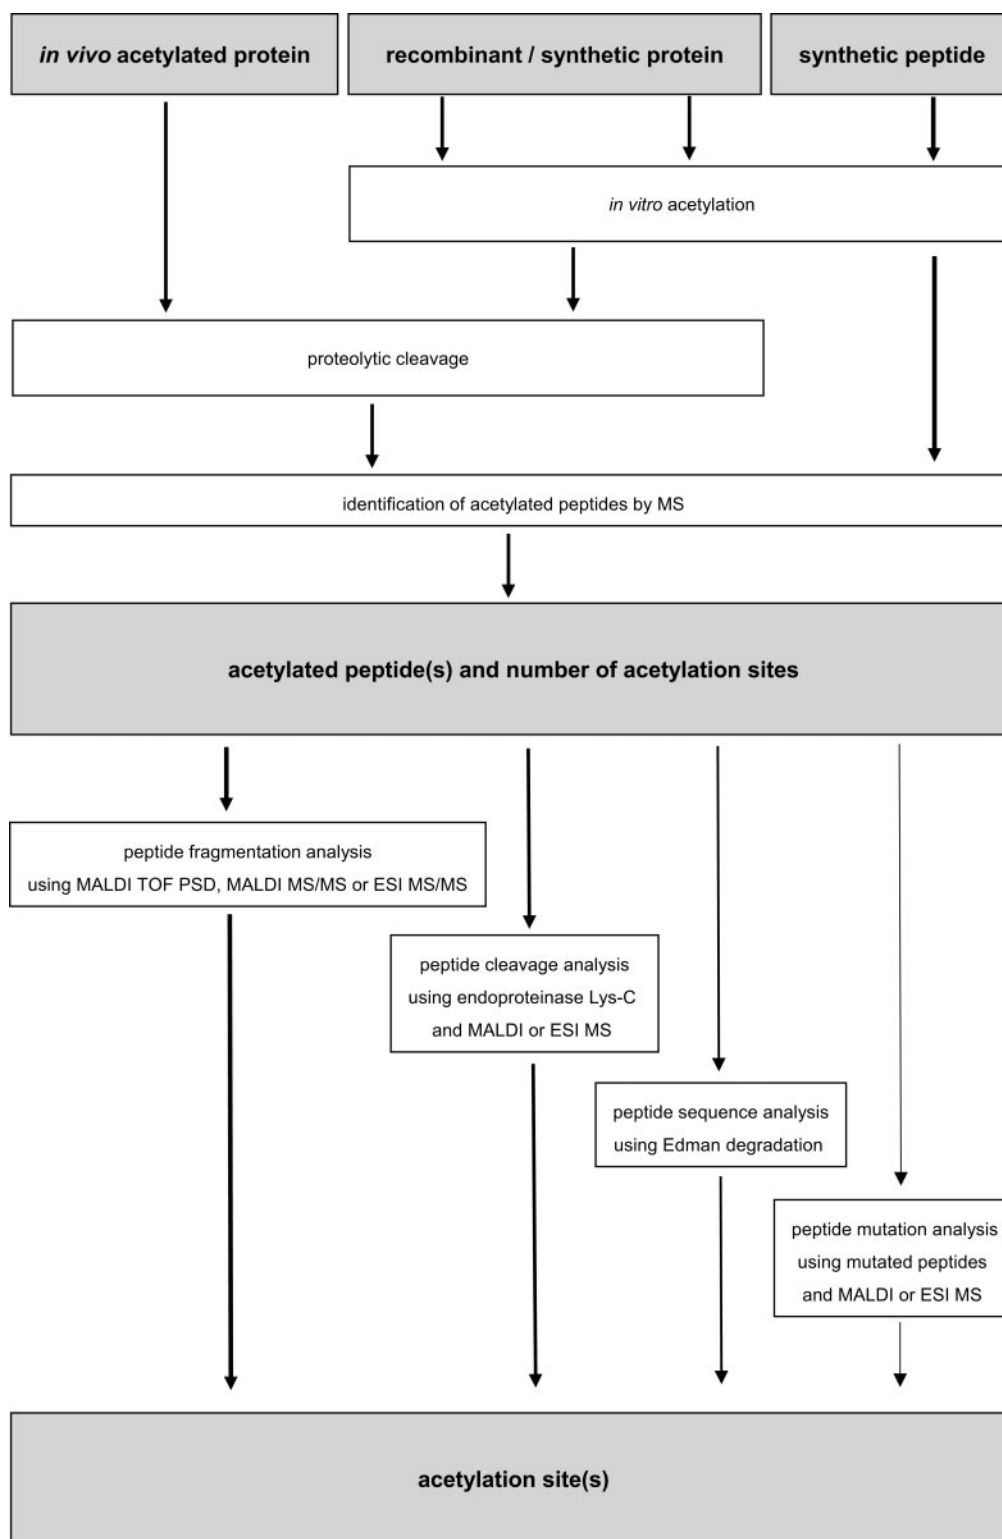 in vivo acetylated protein
recombinant / synthetic protein
synthetic peptide
in vitro acetylation
proteolytic cleavage
identification of acetylated peptides by MS
acetylated peptide(s) and number of acetylation sites
peptide fragmentation analysis
using MALDI TOF PSD, MALDI MS/MS or ESI MS/MS
peptide cleavage analysis
using endoproteinase Lys-C
and MALDI or ESI MS
peptide sequence analysis
using Edman degradation
peptide mutation analysis
using mutated peptides
and MALDI or ESI MS
acetylation site(s)